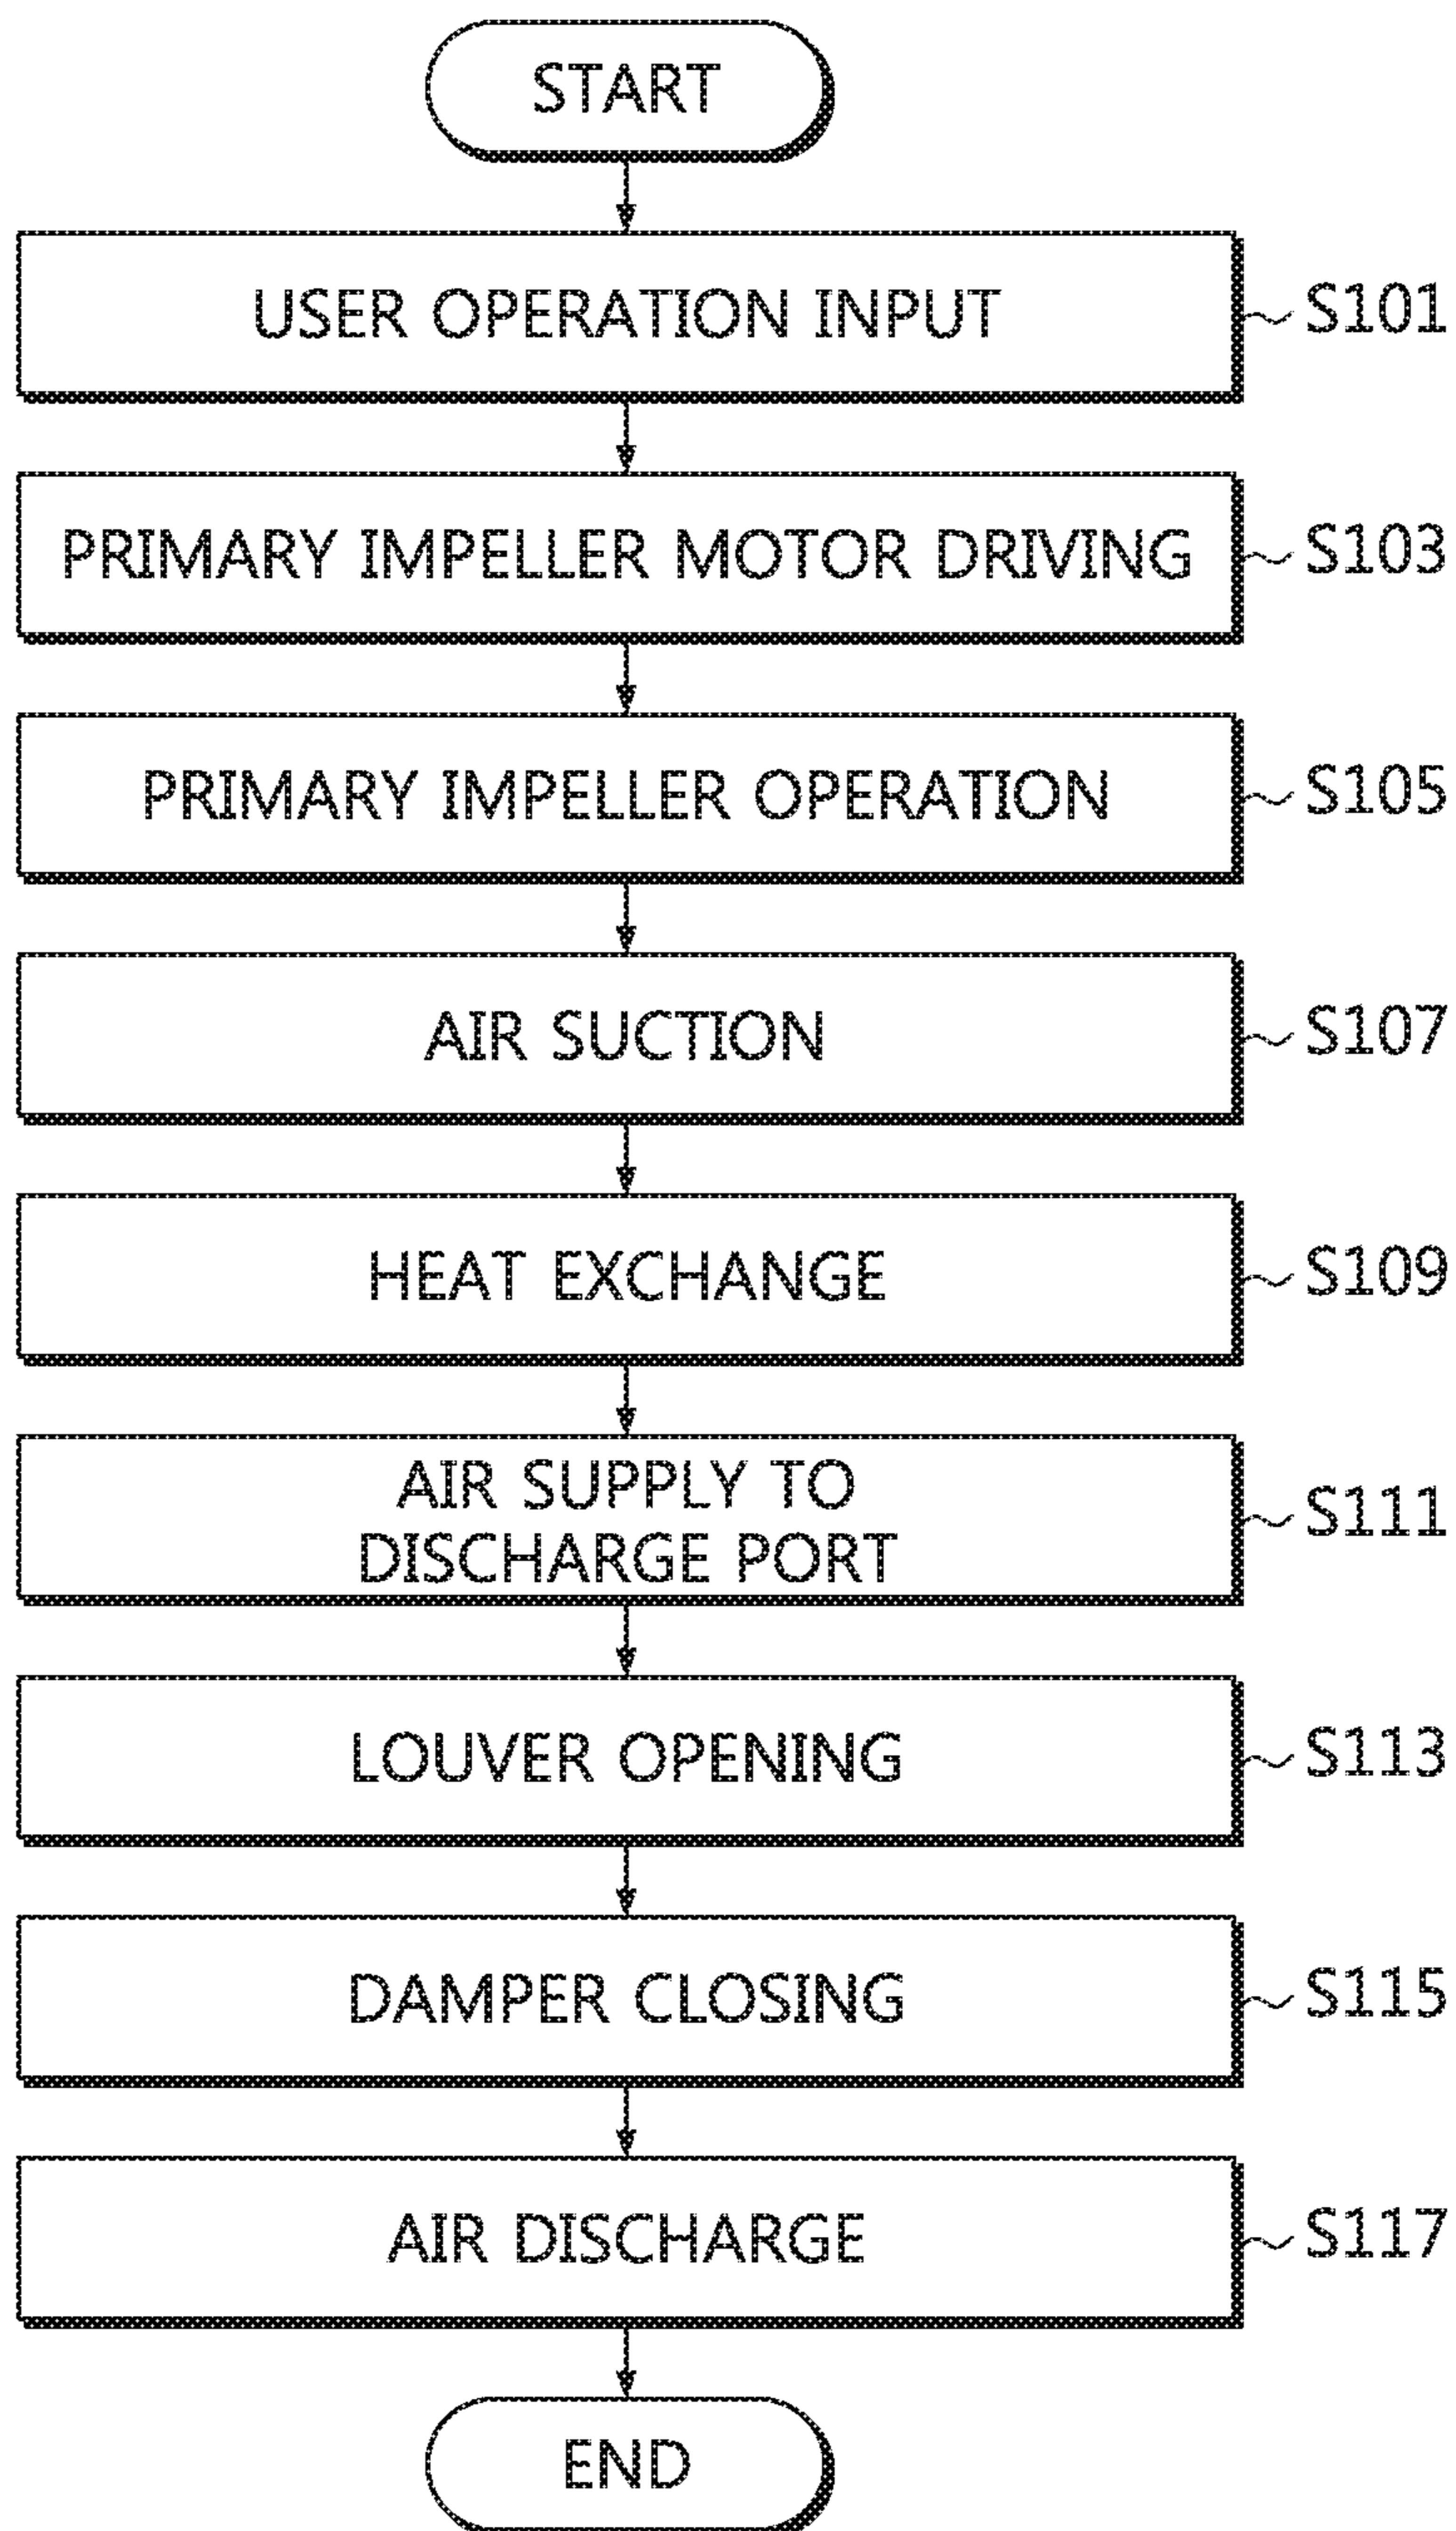 START
USER OPERATION INPUT
S101
PRIMARY IMPELLER MOTOR DRIVING
S103
PRIMARY IMPELLER OPERATION
S105
AIR SUCTION
S107
HEAT EXCHANGE
S109
AIR SUPPLY TO
DISCHARGE PORT
S111
LOUVER OPENING
S113
DAMPER CLOSING
S115
AIR DISCHARGE
S117
END